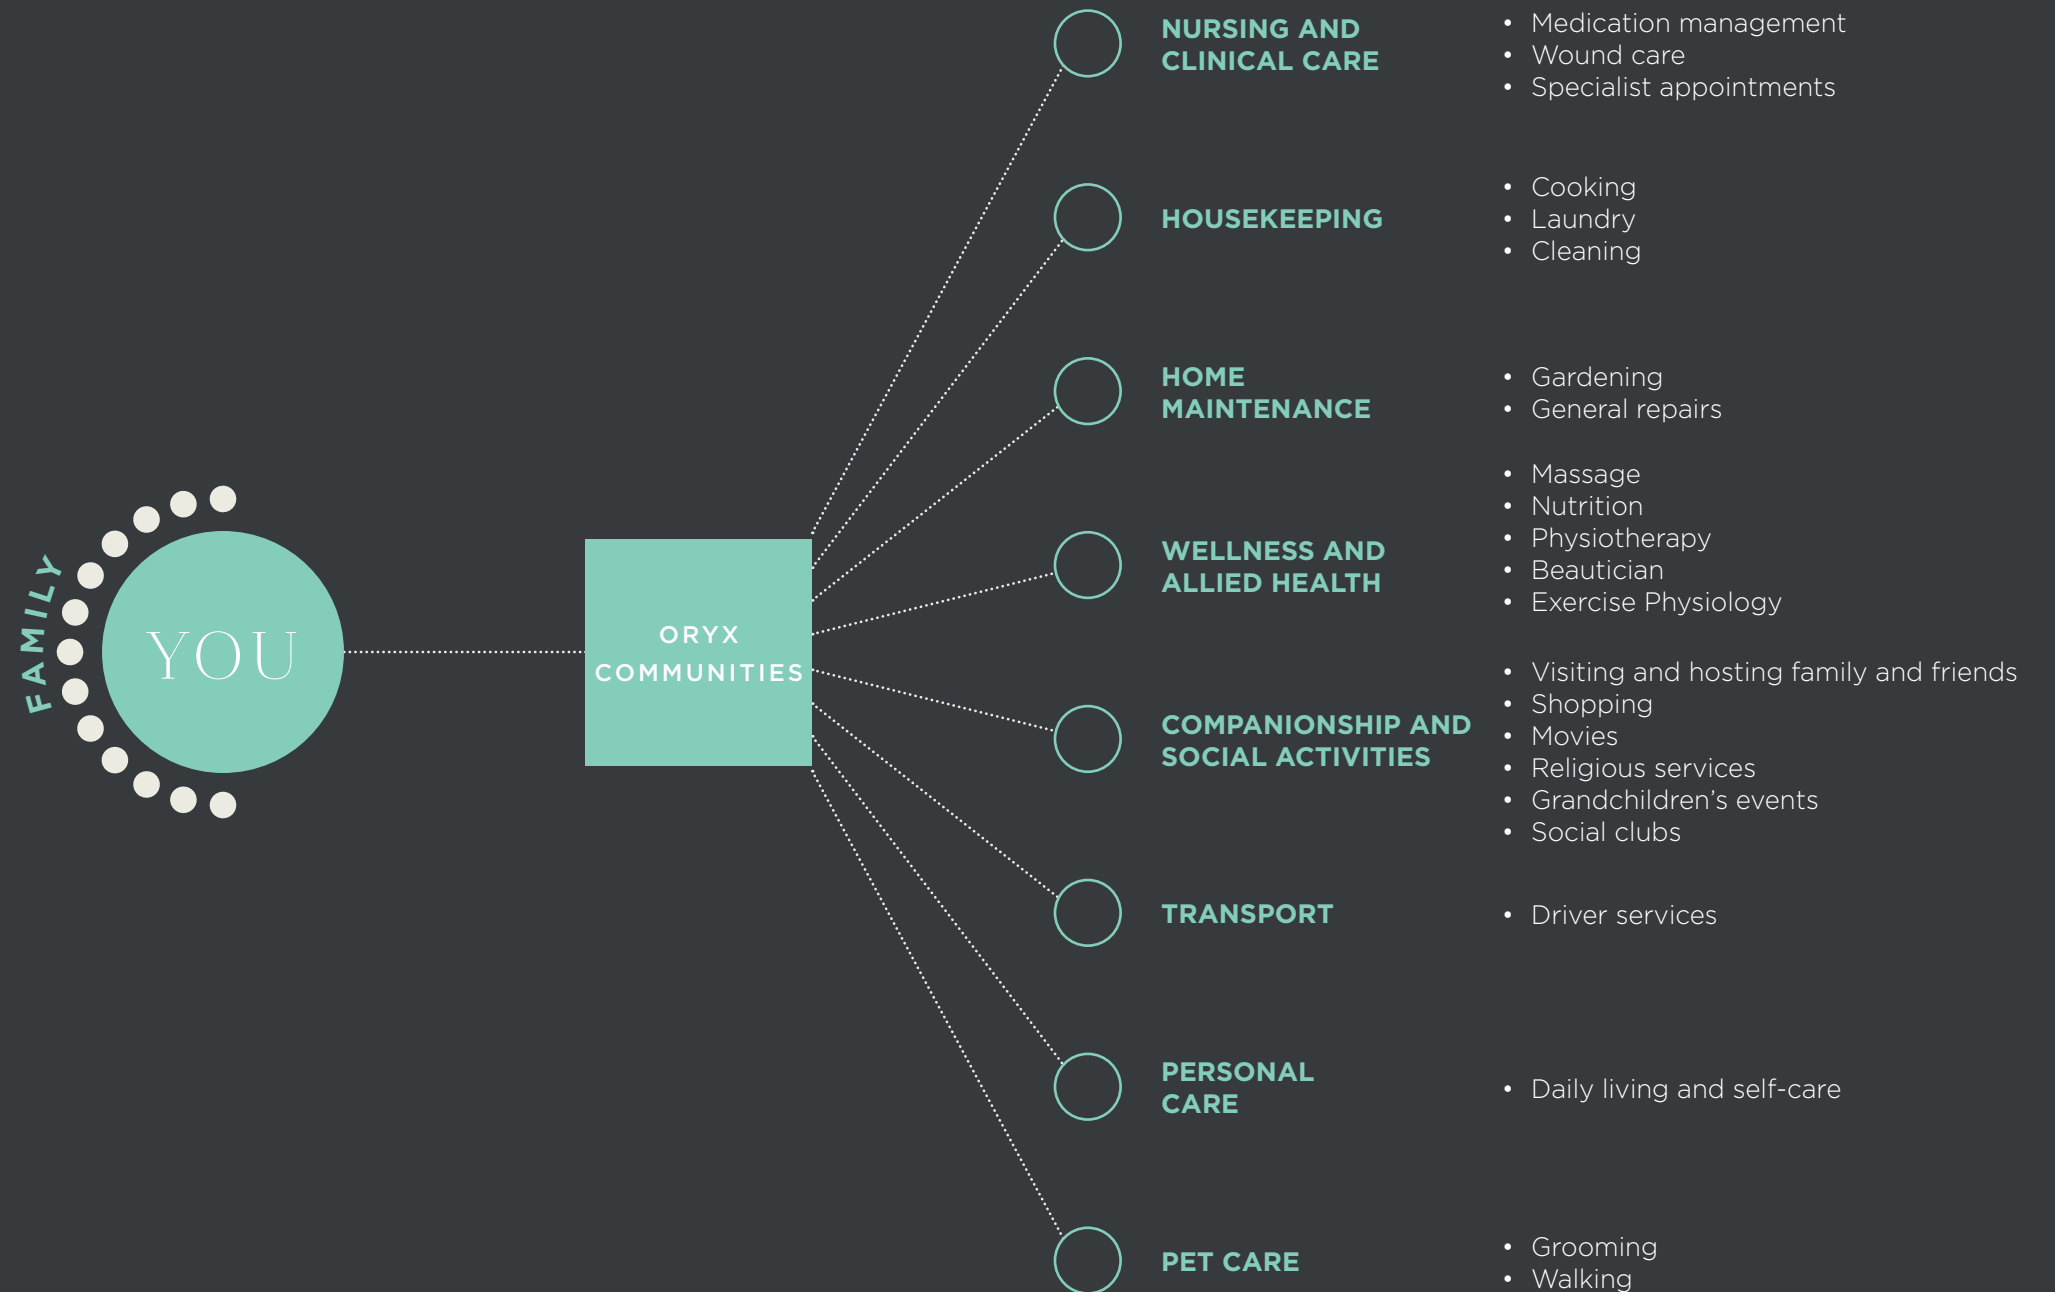 FAMILY
YOU
ORYX
COMMUNITIES
NURSING AND
CLINICAL CARE
• Medication management
• Wound care
• Specialist appointments
HOUSEKEEPING
• Cooking
• Laundry
• Cleaning
HOME
MAINTENANCE
• Gardening
• General repairs
WELLNESS AND
ALLIED HEALTH
• Massage
• Nutrition
• Physiotherapy
• Beautician
• Exercise Physiology
COMPANIONSHIP AND
SOCIAL ACTIVITIES
• Visiting and hosting family and friends
• Shopping
• Movies
• Religious services
• Grandchildren’s events
• Social clubs
TRANSPORT
• Driver services
PERSONAL
CARE
• Daily living and self-care
PET CARE
• Grooming
• Walking